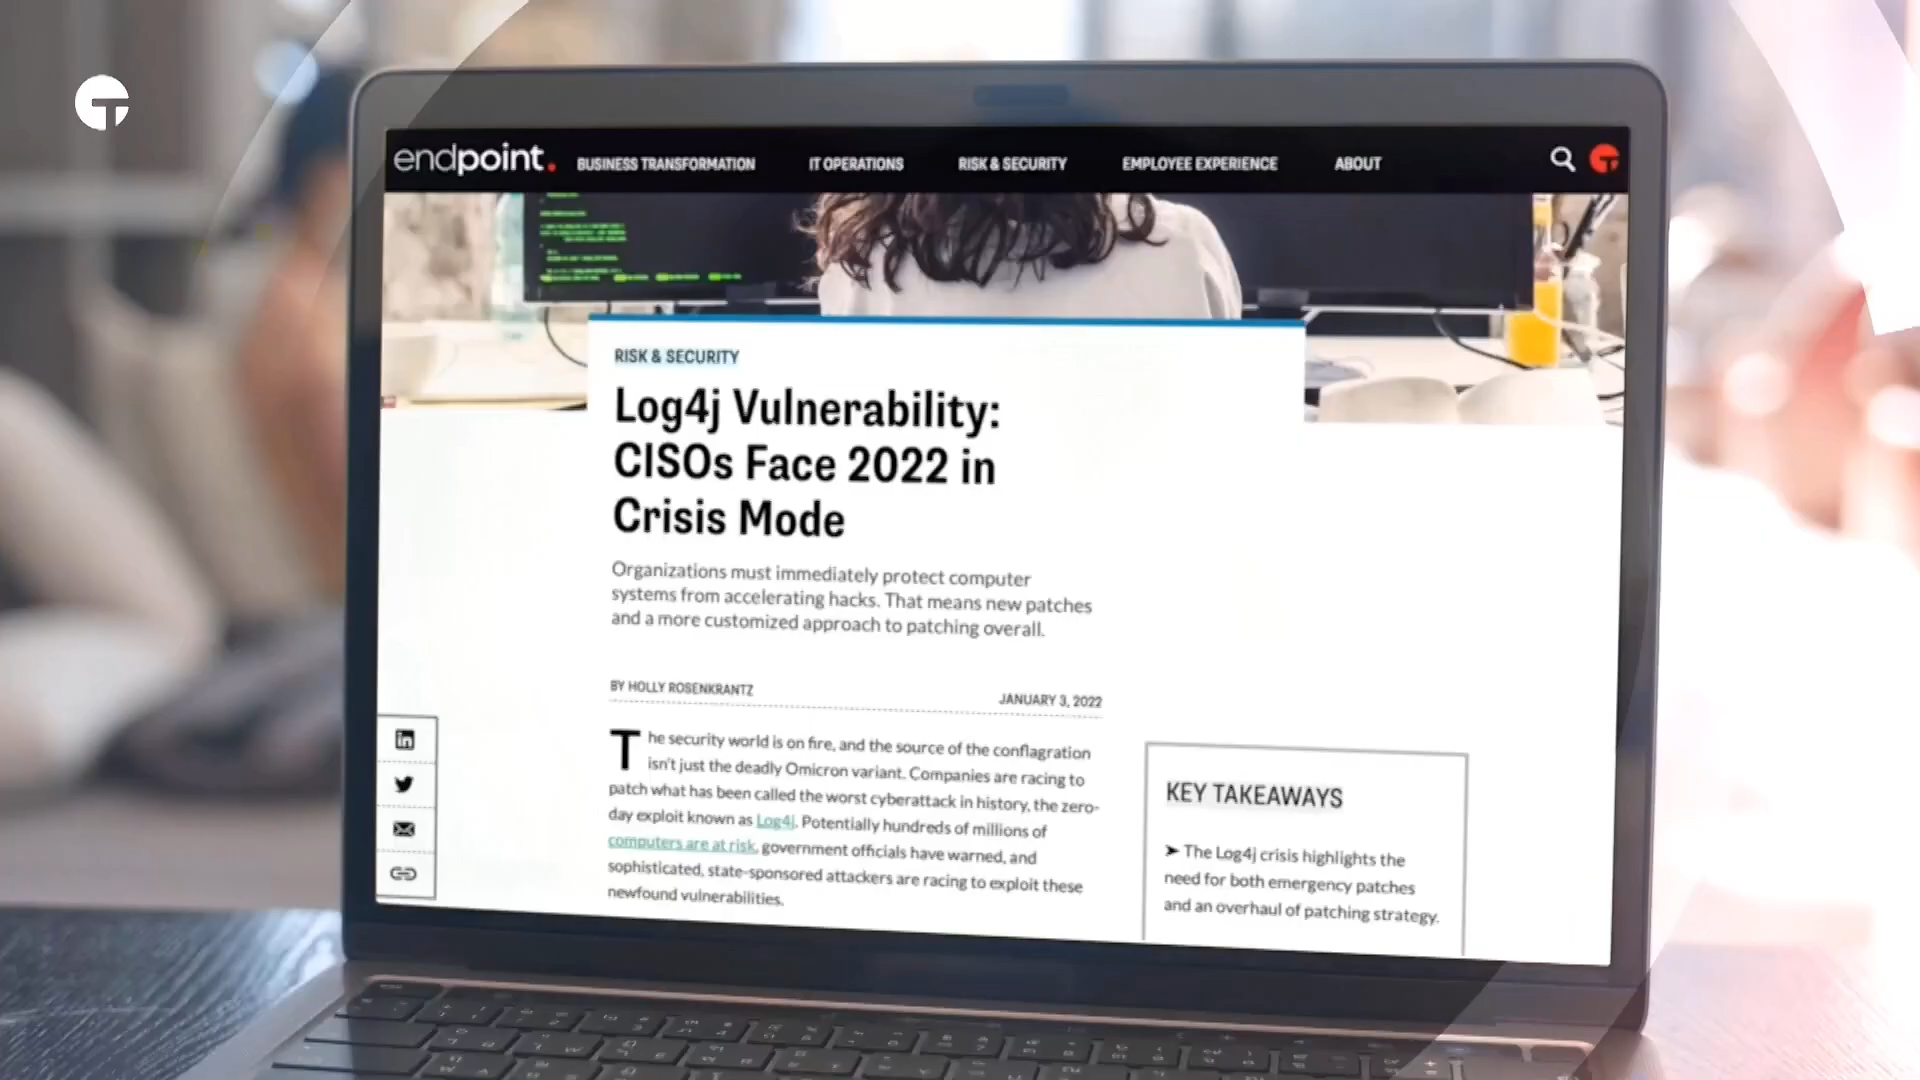 endpoint.
BUSINESS TRANSFORMATION
IT OPERATIONS
RISK & SECURITY
EMPLOYEE EXPERIENCE
ABOUT
RISK & SECURITY
Log4j Vulnerability:
CISOs Face 2022 in
Crisis Mode
Organizations must immediately protect computer
systems from accelerating hacks. That means new patches
and a more customized approach to patching overall.
BY HOLLY ROSENKRANTZ
JANUARY 3, 2022
The security world is on fire, and the source of the conflagration
isn't just the deadly Omicron variant. Companies are racing to
patch what has been called the worst cyberattack in history, the zero-
day exploit known as Log4j. Potentially hundreds of millions of
computers are at risk, government officials have warned, and
sophisticated, state-sponsored attackers are racing to exploit these
newfound vulnerabilities.
KEY TAKEAWAYS
➤ The Log4j crisis highlights the
need for both emergency patches
and an overhaul of patching strategy.